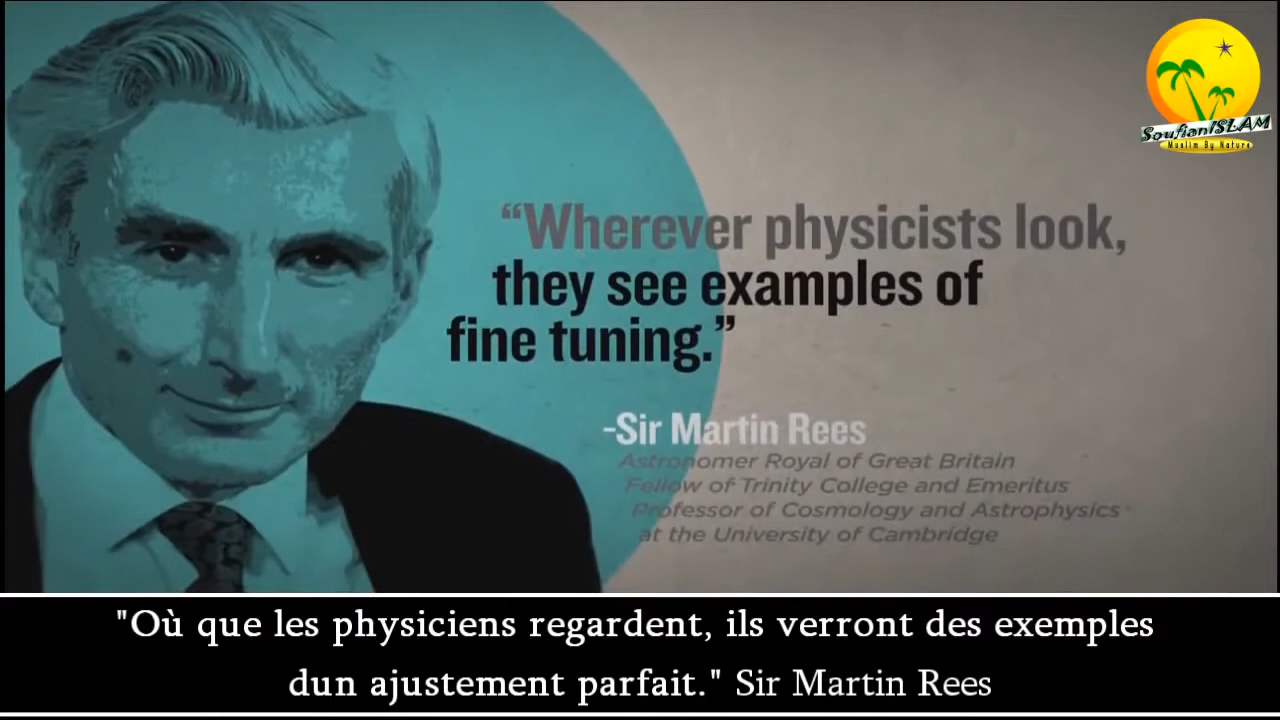 SoufianISLAM
Muslim By Nature
“Wherever physicists look,
they see examples of
fine tuning.”
-Sir Martin Rees
Astronomer Royal of Great Britain
Fellow of Trinity College and Emeritus
Professor of Cosmology and Astrophysics
at the University of Cambridge
"Où que les physiciens regardent, ils verront des exemples
dun ajustement parfait." Sir Martin Rees